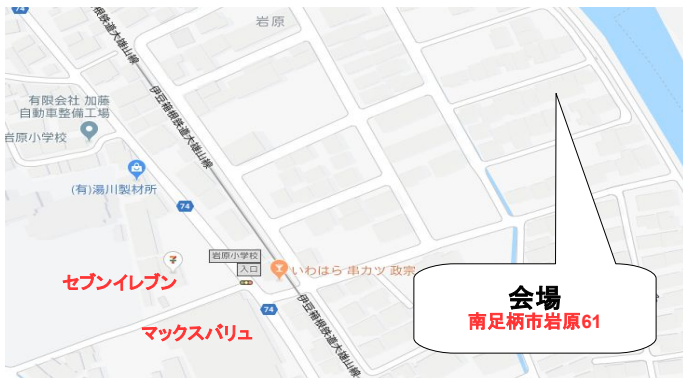 岩原
伊豆箱根鉄道大雄山線
伊豆箱根鉄道大雄山線
有限会社 加藤
自動車整備工場
岩原小学校
74
(有)湯川製材所
74
岩原小学校
入口
いわはら 串カツ 政宗
セブンイレブン
74
伊豆箱根鉄道大雄山線
マックスバリュ
会場
南足柄市岩原61